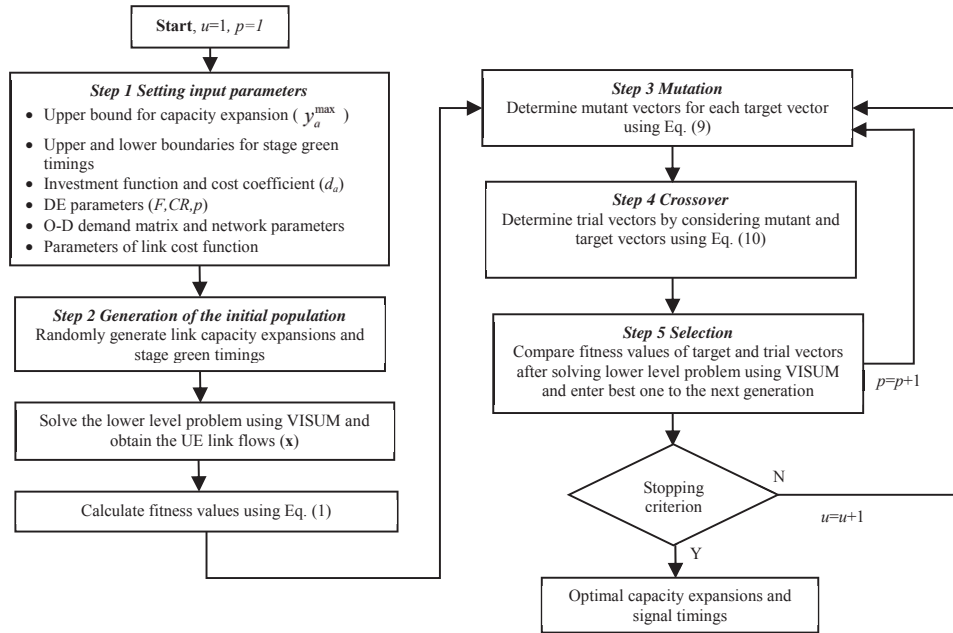 Start, u=1, p=1
Step 1 Setting input parameters
• Upper bound for capacity expansion ( y_a^max )
• Upper and lower boundaries for stage green
timings
• Investment function and cost coefficient (d_a)
• DE parameters (F,CR,p)
• O-D demand matrix and network parameters
• Parameters of link cost function
Step 2 Generation of the initial population
Randomly generate link capacity expansions and
stage green timings
Solve the lower level problem using VISUM and
obtain the UE link flows (x)
Calculate fitness values using Eq. (1)
Step 3 Mutation
Determine mutant vectors for each target vector
using Eq. (9)
Step 4 Crossover
Determine trial vectors by considering mutant and
target vectors using Eq. (10)
Step 5 Selection
Compare fitness values of target and trial vectors
after solving lower level problem using VISUM
and enter best one to the next generation
p=p+1
Stopping
criterion
N
u=u+1
Y
Optimal capacity expansions and
signal timings